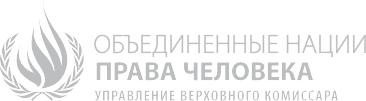 ОБЪЕДИНЕННЫЕ НАЦИИ
ПРАВА ЧЕЛОВЕКА
УПРАВЛЕНИЕ ВЕРХОВНОГО КОМИССАРА